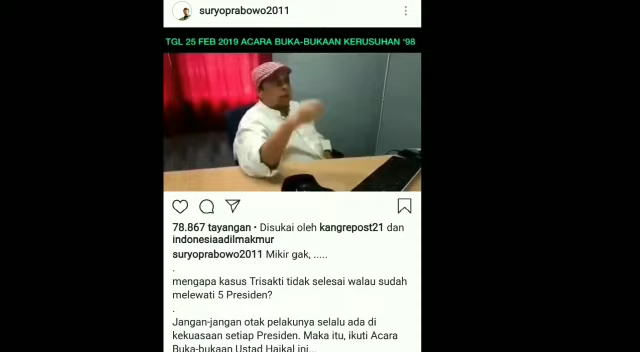 suryoprabowo2011
TGL 25 FEB 2019 ACARA BUKA-BUKAAN KERUSUHAN '98
78.867 tayangan • Disukai oleh kangrepost21 dan
indonesiaadilmakmur
suryoprabowo2011 Mikir gak, .....
.
mengapa kasus Trisakti tidak selesai walau sudah
melewati 5 Presiden?
.
Jangan-jangan otak pelakunya selalu ada di
kekuasaan setiap Presiden. Maka itu, ikuti Acara
Buka-bukaan Ustad Haikal ini...